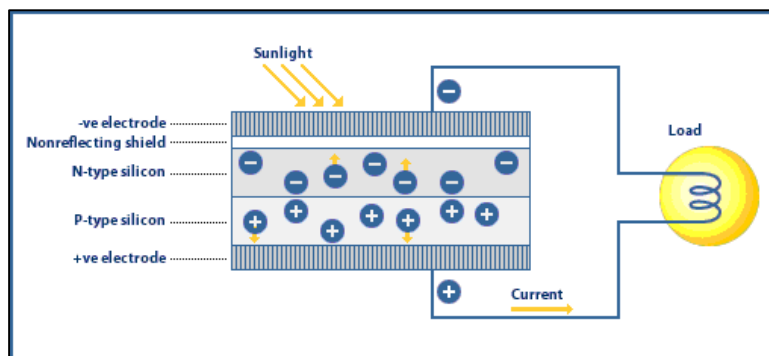 Sunlight
-ve electrode
Nonreflecting shield
N-type silicon
P-type silicon
+ve electrode
Load
Current